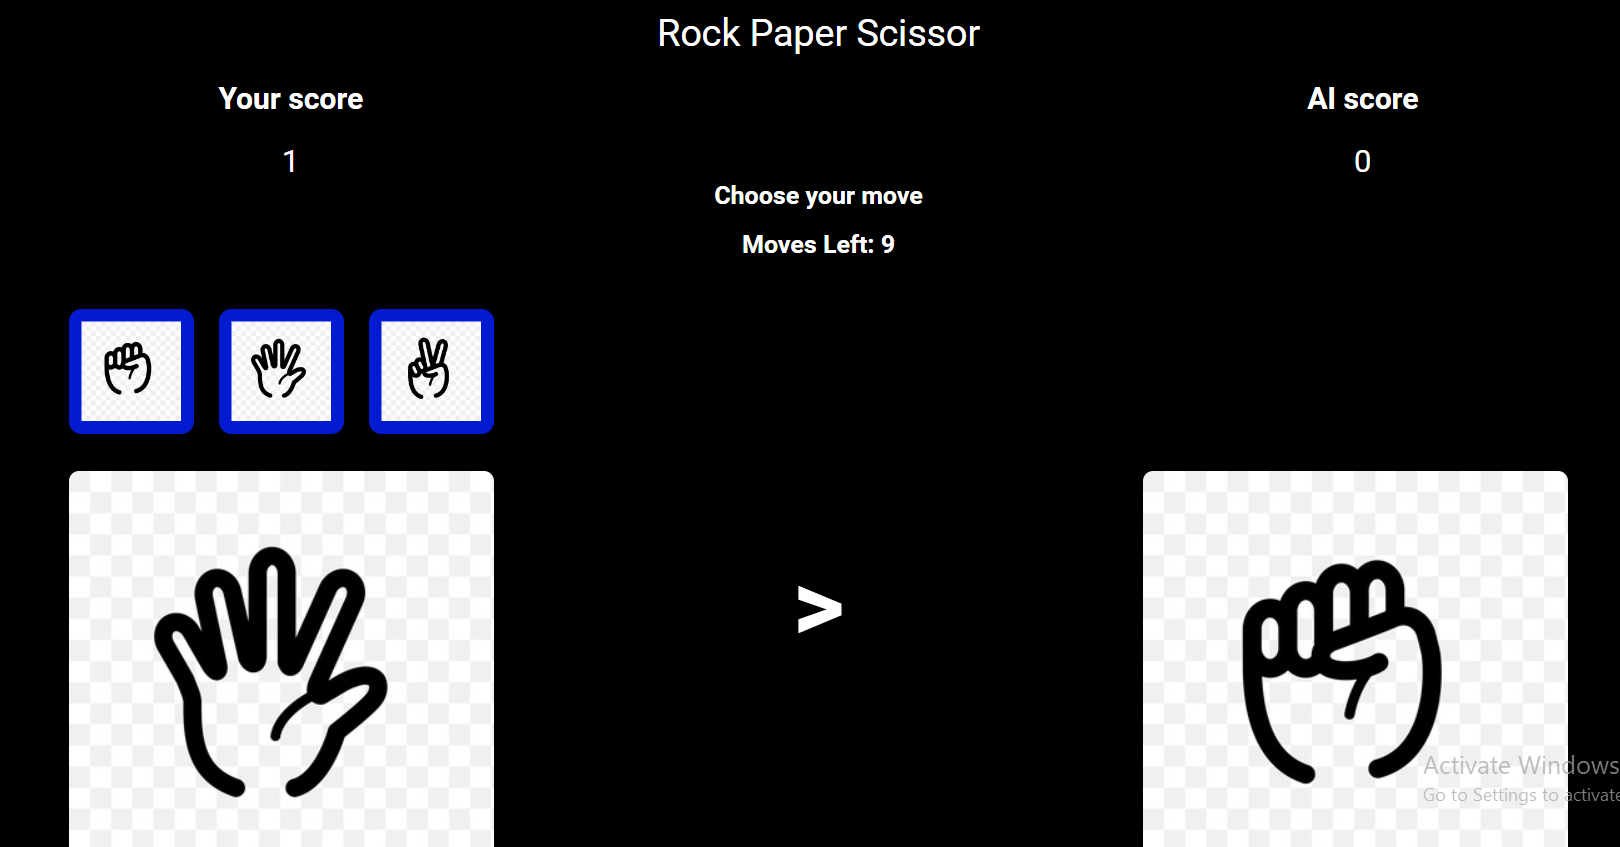 Rock Paper Scissor
Your score
AI score
1
0
Choose your move
Moves Left: 9
>
Activate Windows
Go to Settings to activate